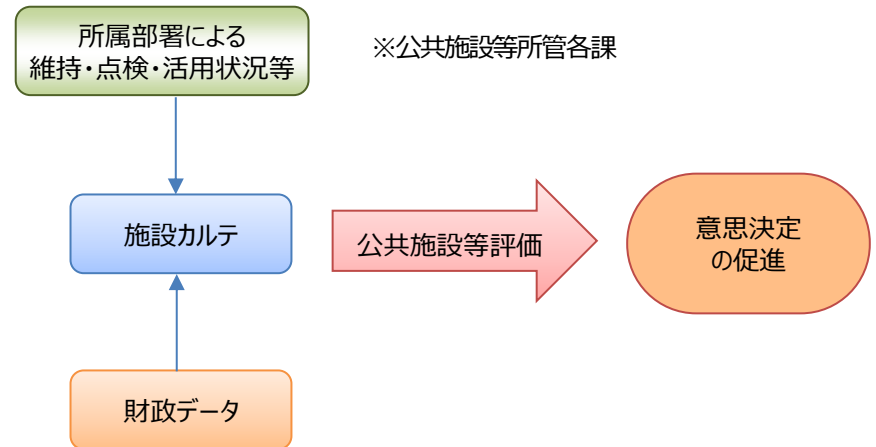 所属部署による
維持・点検・活用状況等
※公共施設等所管各課
施設カルテ
公共施設等評価
意思決定
の促進
財政データ